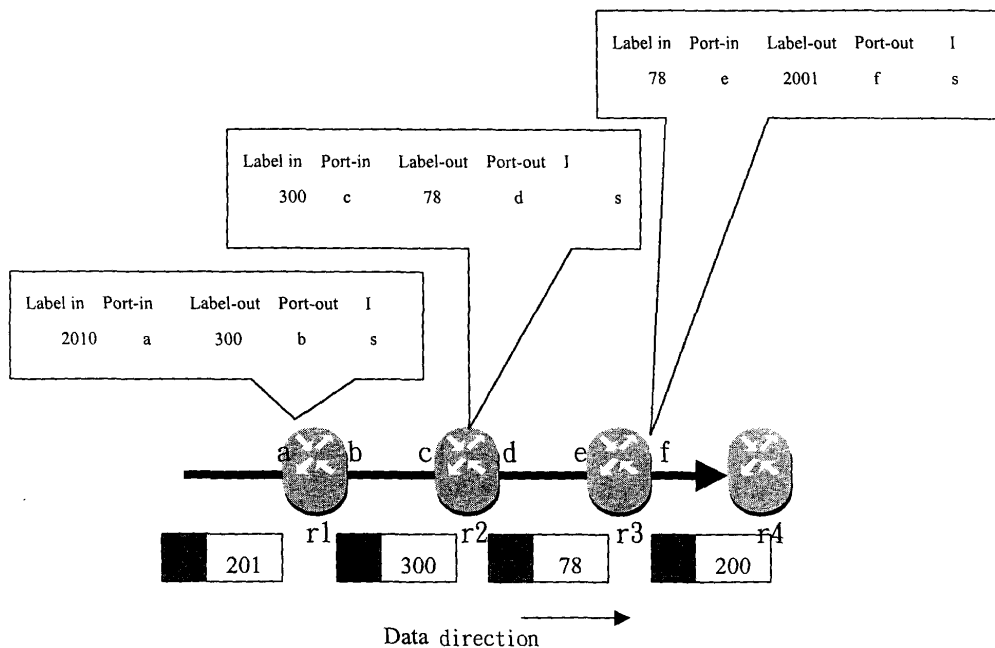 Label in Port-in Label-out Port-out I
78 e 2001 f s
Label in Port-in Label-out Port-out I
300 c 78 d s
Label in Port-in Label-out Port-out I
2010 a 300 b s
a b c d e f
r1 r2 r3 r4
201 300 78 200
Data direction